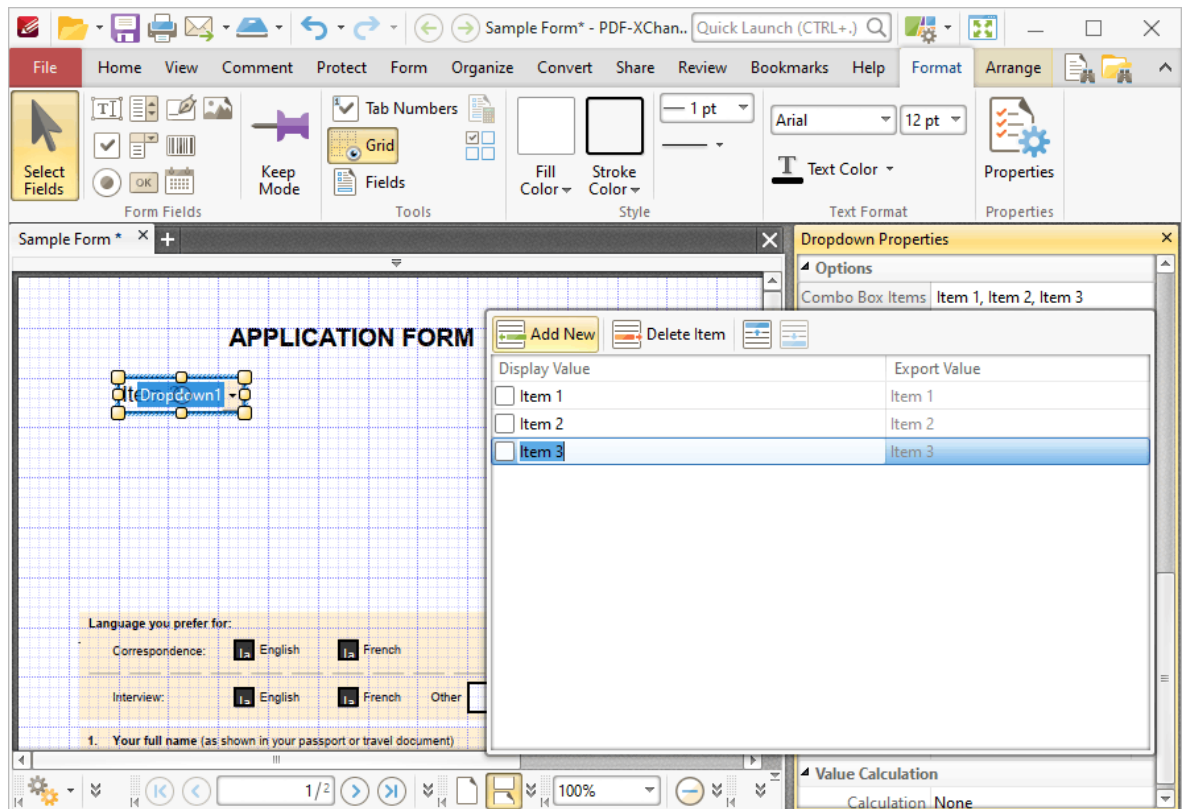 Sample Form* - PDF-XChan..
Quick Launch (CTRL+.)
File Home View Comment Protect Form Organize Convert Share Review Bookmarks Help Format Arrange
Select Fields
OK
Form Fields
Keep Mode
Tab Numbers
Grid
Fields
Tools
Fill Color
Stroke Color
1 pt
Style
Arial
12 pt
Text Color
Text Format
Properties
Properties
Sample Form *
Dropdown Properties
Options
Combo Box Items Item 1, Item 2, Item 3
APPLICATION FORM
Dropdown1
Add New Delete Item
Display Value Export Value
Item 1 Item 1
Item 2 Item 2
Item 3 Item 3
Language you prefer for:
Correspondence: English French
Interview: English French Other
1. Your full name (as shown in your passport or travel document)
Value Calculation
Calculation None
1/2
100%